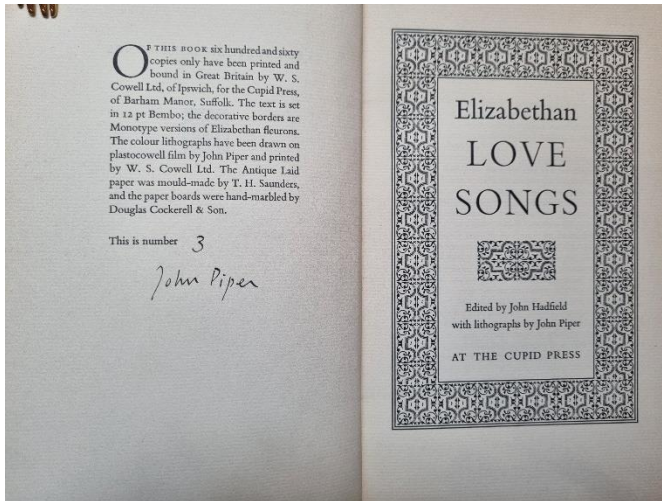 OF THIS BOOK six hundred and sixty
copies only have been printed and
bound in Great Britain by W. S.
Cowell Ltd, of Ipswich, for the Cupid Press,
of Barham Manor, Suffolk. The text is set
in 12 pt Bembo; the decorative borders are
Monotype versions of Elizabethan fleurons.
The colour lithographs have been drawn on
plastocowell film by John Piper and printed
by W. S. Cowell Ltd. The Antique Laid
paper was mould-made by T. H. Saunders,
and the paper boards were hand-marbled by
Douglas Cockerell & Son.
This is number 3
John Piper
Elizabethan
LOVE
SONGS
Edited by John Hadfield
with lithographs by John Piper
AT THE CUPID PRESS